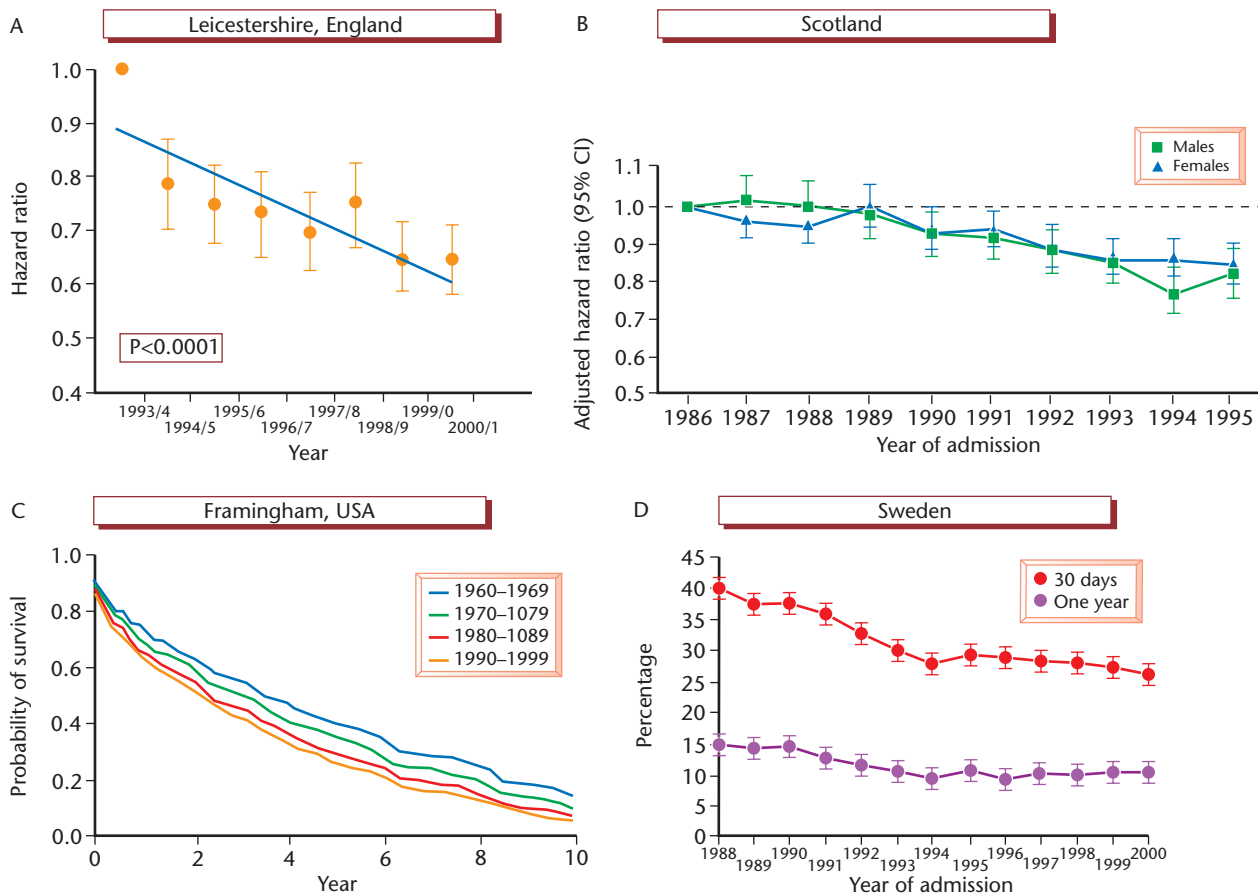 A
Leicestershire, England
Hazard ratio
1.0
0.9
0.8
0.7
0.6
0.5
0.4
P<0.0001
1993/4
1994/5
1995/6
1996/7
1997/8
1998/9
1999/0
2000/1
Year
B
Scotland
Adjusted hazard ratio (95% CI)
1.1
1.0
0.9
0.8
0.7
0.6
0.5
Males
Females
1986 1987 1988 1989 1990 1991 1992 1993 1994 1995
Year of admission
C
Framingham, USA
Probability of survival
1.0
0.8
0.6
0.4
0.2
0.0
1960–1969
1970–1079
1980–1089
1990–1999
0 2 4 6 8 10
Year
D
Sweden
Percentage
45
40
35
30
25
20
15
10
5
0
30 days
One year
1988
1989
1990
1991
1992
1993
1994
1995
1996
1997
1998
1999
2000
Year of admission